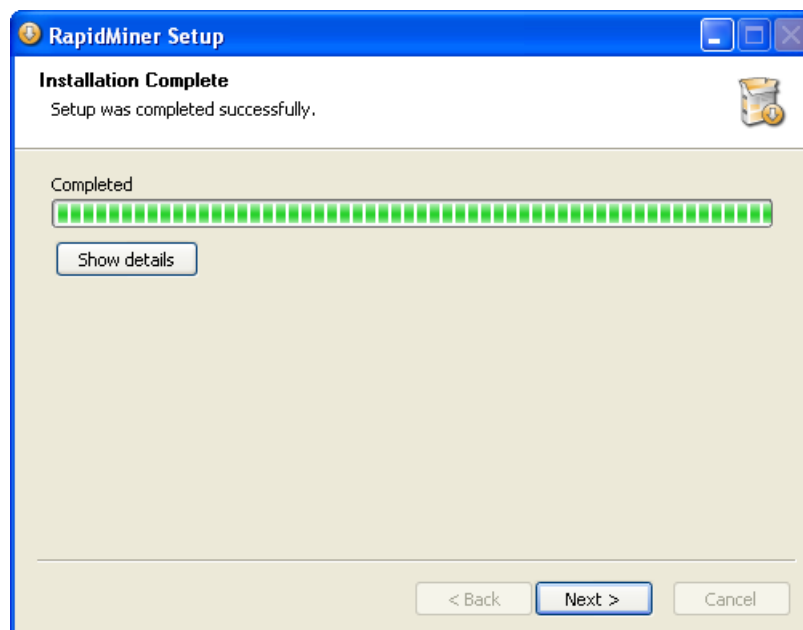 RapidMiner Setup
Installation Complete
Setup was completed successfully.
Completed
Show details
< Back
Next >
Cancel